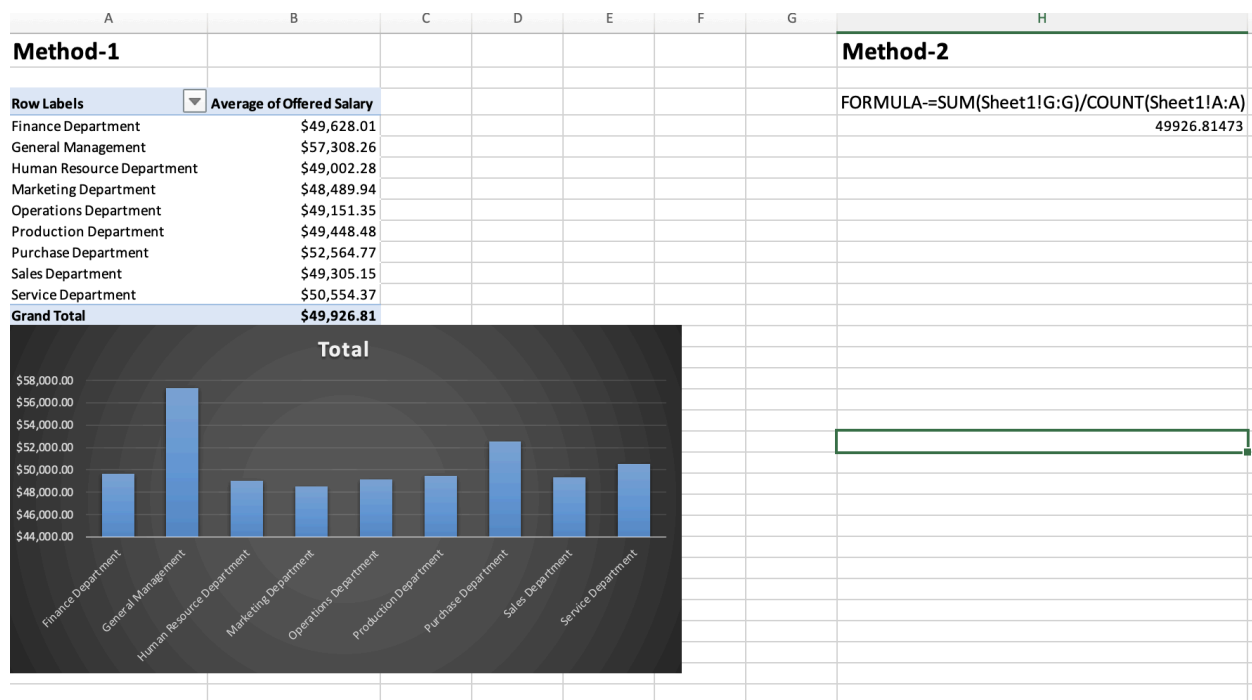 A B C D E F G H
Method-1 Method-2
Row Labels Average of Offered Salary FORMULA-=SUM(Sheet1!G:G)/COUNT(Sheet1!A:A)
Finance Department $49,628.01 49926.81473
General Management $57,308.26
Human Resource Department $49,002.28
Marketing Department $48,489.94
Operations Department $49,151.35
Production Department $49,448.48
Purchase Department $52,564.77
Sales Department $49,305.15
Service Department $50,554.37
Grand Total $49,926.81
Total
$58,000.00
$56,000.00
$54,000.00
$52,000.00
$50,000.00
$48,000.00
$46,000.00
$44,000.00
Finance Department
General Management
Human Resource Department
Marketing Department
Operations Department
Production Department
Purchase Department
Sales Department
Service Department